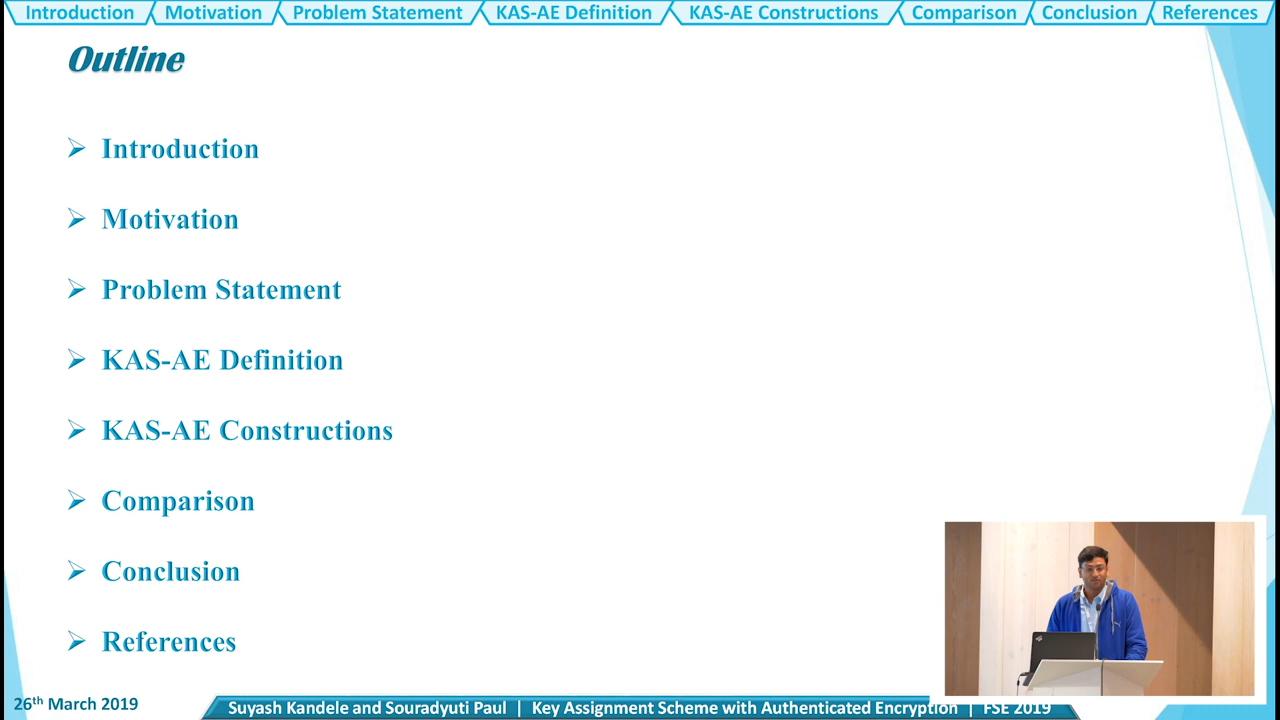 Introduction Motivation Problem Statement KAS-AE Definition KAS-AE Constructions Comparison Conclusion References
Outline
Introduction
Motivation
Problem Statement
KAS-AE Definition
KAS-AE Constructions
Comparison
Conclusion
References
26th March 2019
Suyash Kandele and Souradyuti Paul | Key Assignment Scheme with Authenticated Encryption | FSE 2019